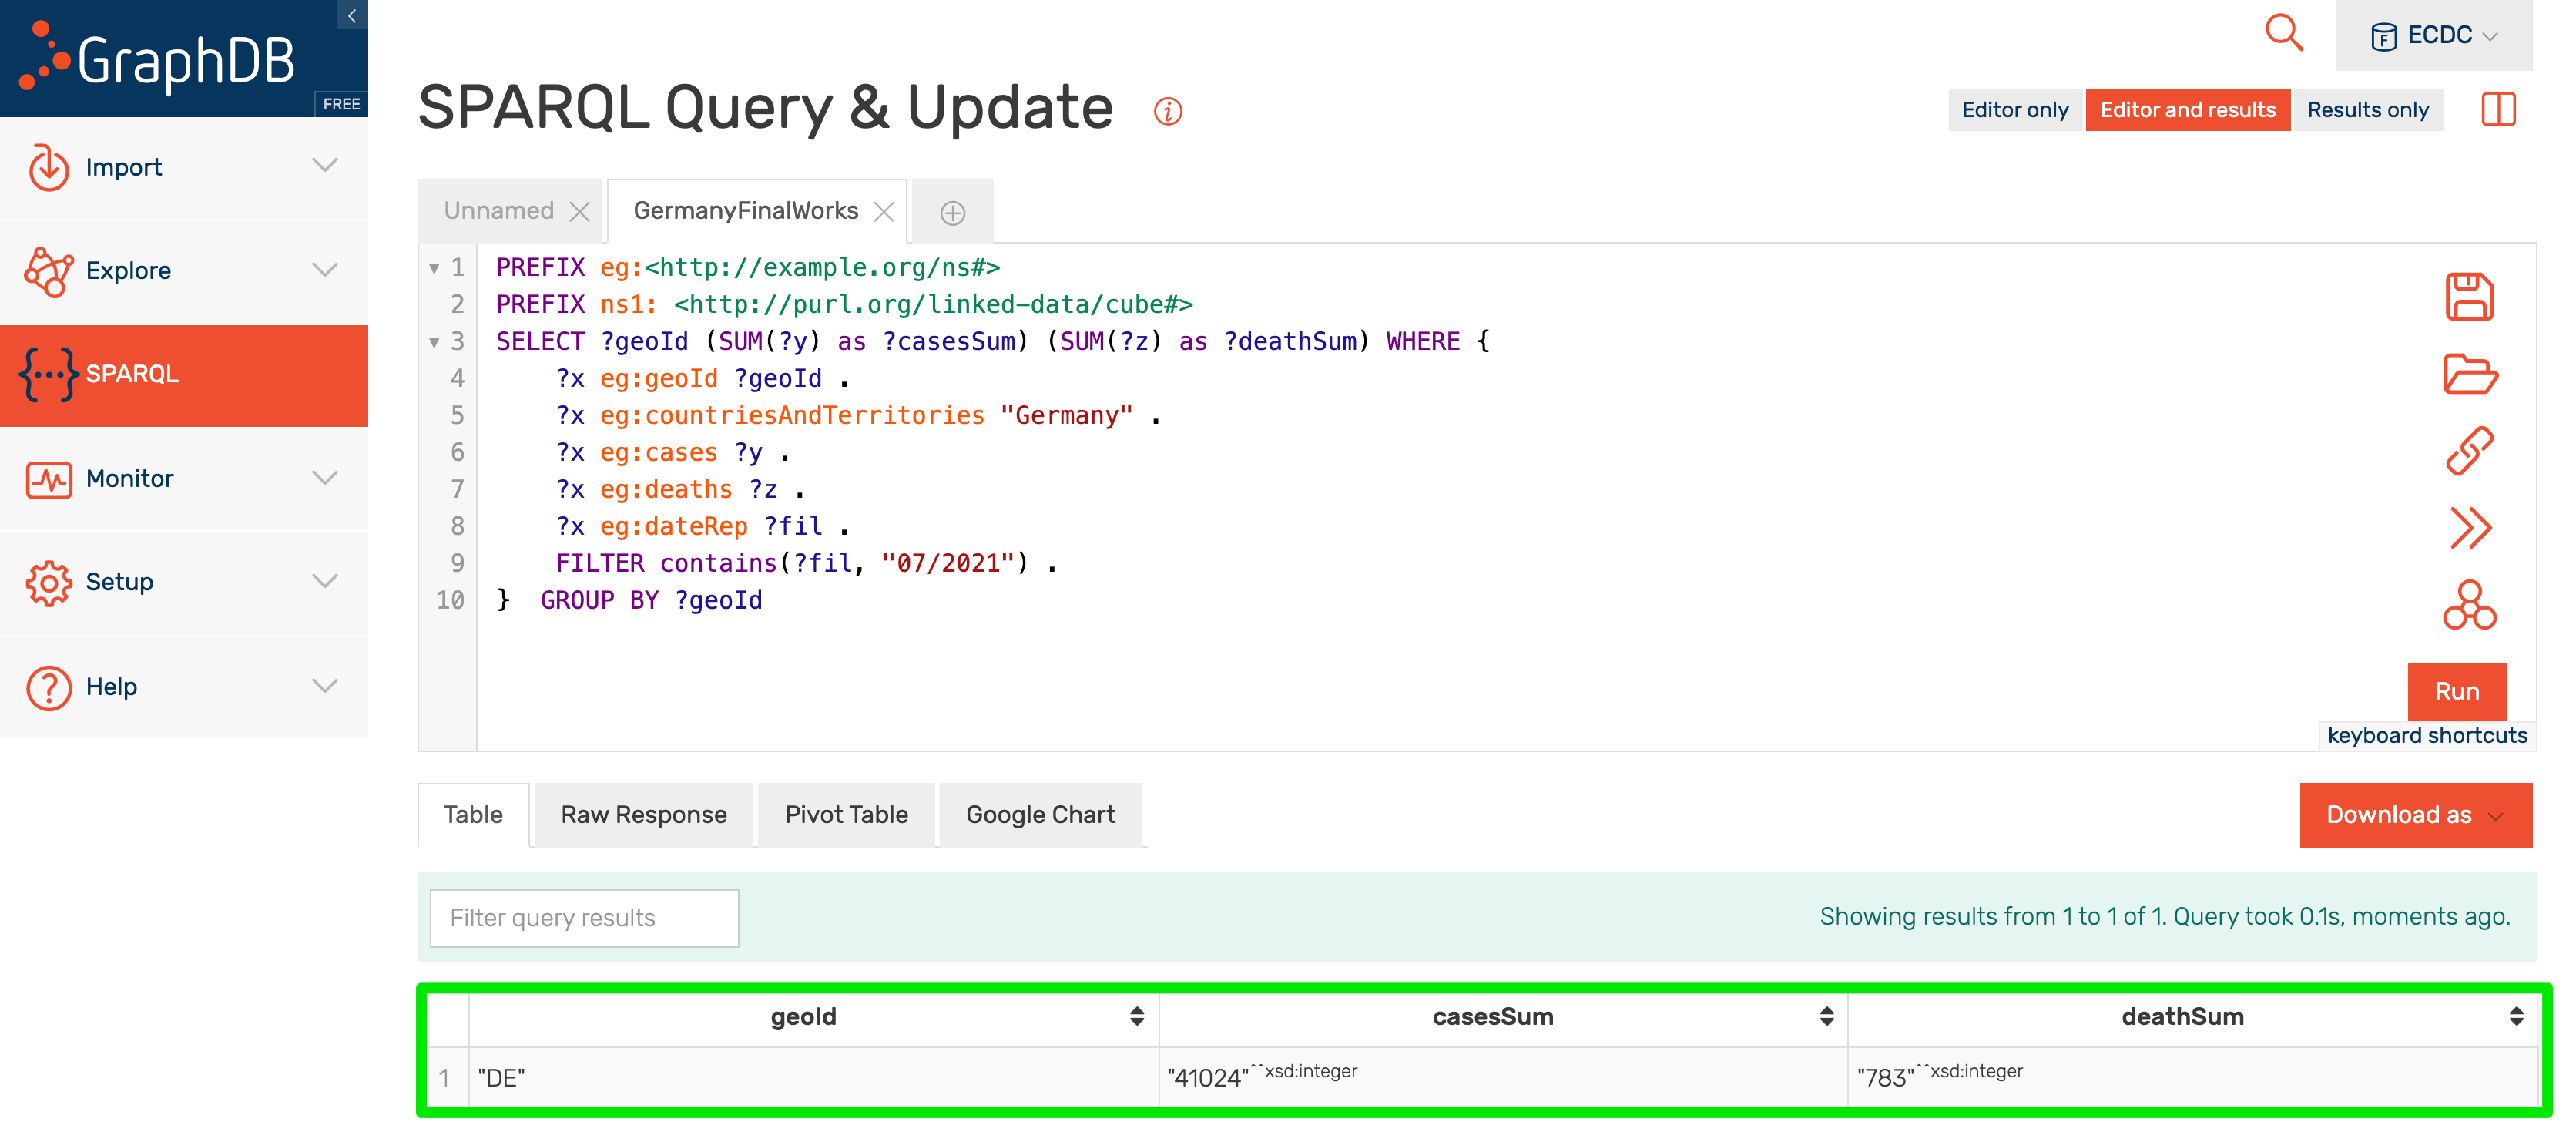 GraphDB
FREE
Import
Explore
SPARQL
Monitor
Setup
Help
F ECDC
SPARQL Query & Update
i
Editor only
Editor and results
Results only
Unnamed
GermanyFinalWorks
1 PREFIX eg:<http://example.org/ns#>
2 PREFIX ns1: <http://purl.org/linked-data/cube#>
3 SELECT ?geoId (SUM(?y) as ?casesSum) (SUM(?z) as ?deathSum) WHERE {
4 ?x eg:geoId ?geoId .
5 ?x eg:countriesAndTerritories "Germany" .
6 ?x eg:cases ?y .
7 ?x eg:deaths ?z .
8 ?x eg:dateRep ?fil .
9 FILTER contains(?fil, "07/2021") .
10 } GROUP BY ?geoId
Run
keyboard shortcuts
Table
Raw Response
Pivot Table
Google Chart
Download as
Filter query results
Showing results from 1 to 1 of 1. Query took 0.1s, moments ago.
geoId casesSum deathSum
1 "DE" "41024"^^xsd:integer "783"^^xsd:integer